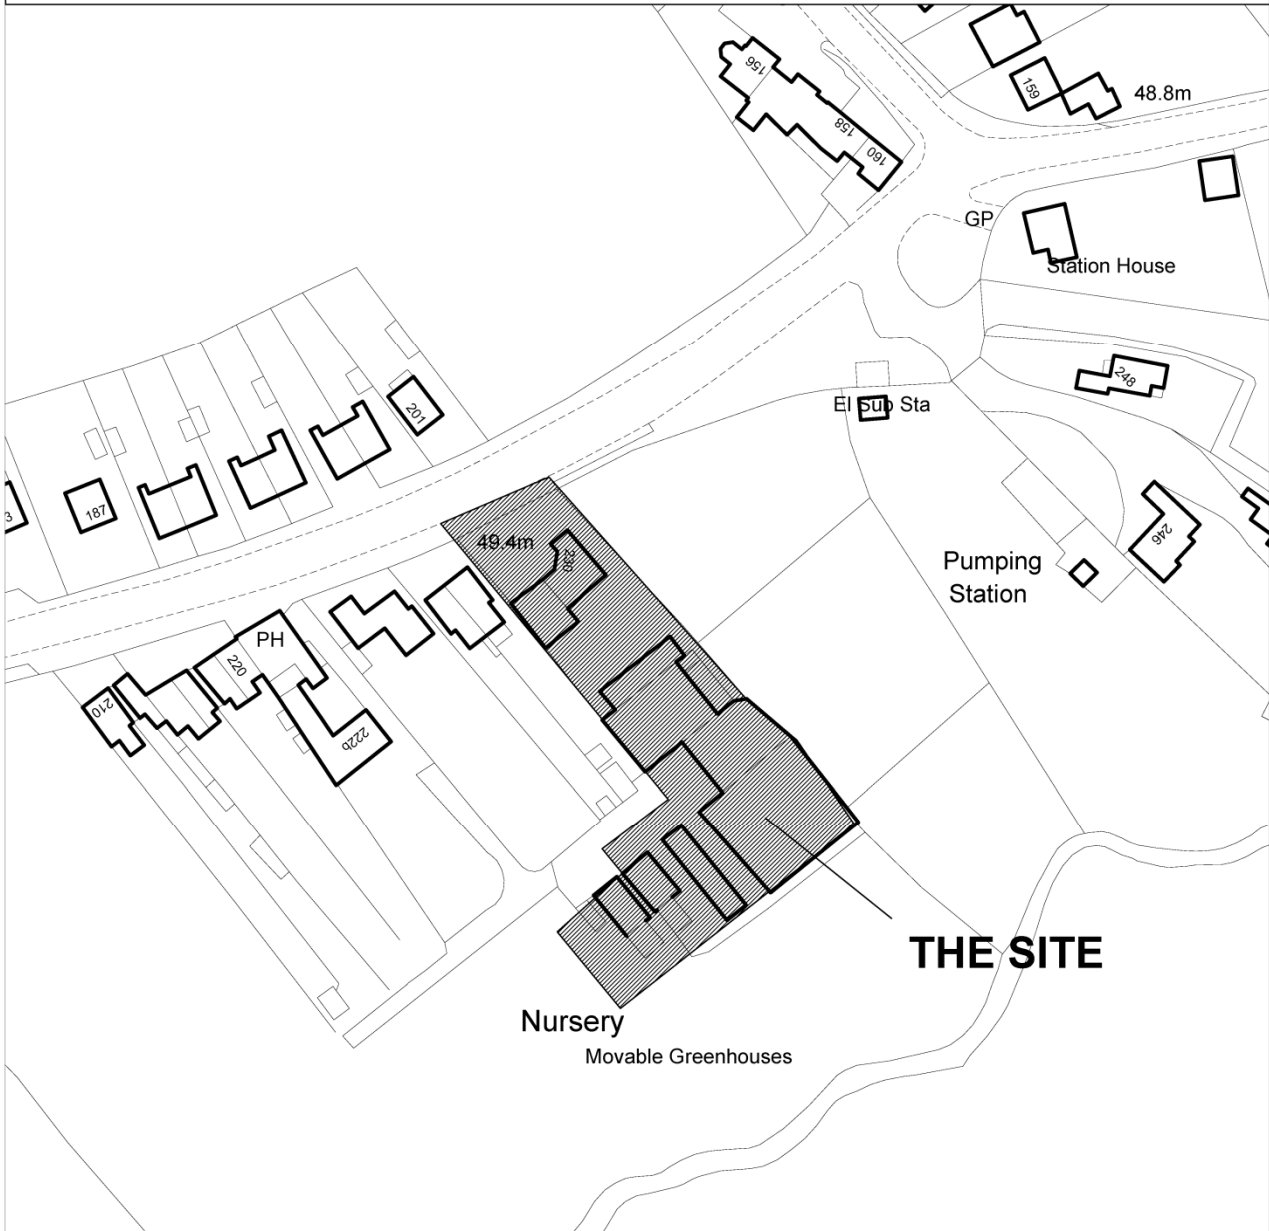 156
158
160
159
48.8m
GP
Station House
248
El Sub Sta
201
187
3
49.4m
230
Pumping
Station
246
PH
220
210
222b
THE SITE
Nursery
Movable Greenhouses